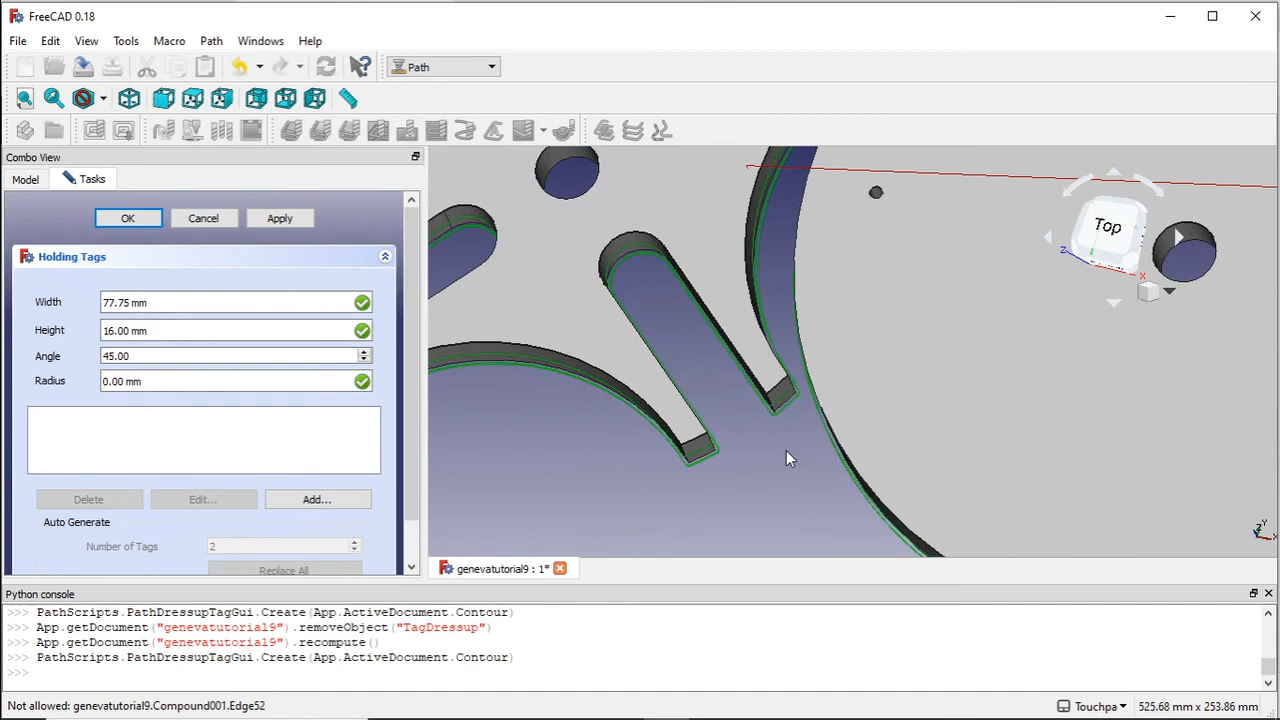 FreeCAD 0.18
File Edit View Tools Macro Path Windows Help
Path
Combo View
Model Tasks
OK Cancel Apply
Holding Tags
Width 77.75 mm
Height 16.00 mm
Angle 45.00
Radius 0.00 mm
Delete Edit... Add...
Auto Generate
Number of Tags 2
Replace All
Top
Z
X
Y
Z
X
genevatutorial9 : 1*
Python console
>>> PathScripts.PathDressupTagGui.Create(App.ActiveDocument.Contour)
>>> App.getDocument("genevatutorial9").removeObject("TagDressup")
>>> App.getDocument("genevatutorial9").recompute()
>>> PathScripts.PathDressupTagGui.Create(App.ActiveDocument.Contour)
>>>
Not allowed: genevatutorial9.Compound001.Edge52
Touchpa
525.68 mm x 253.86 mm